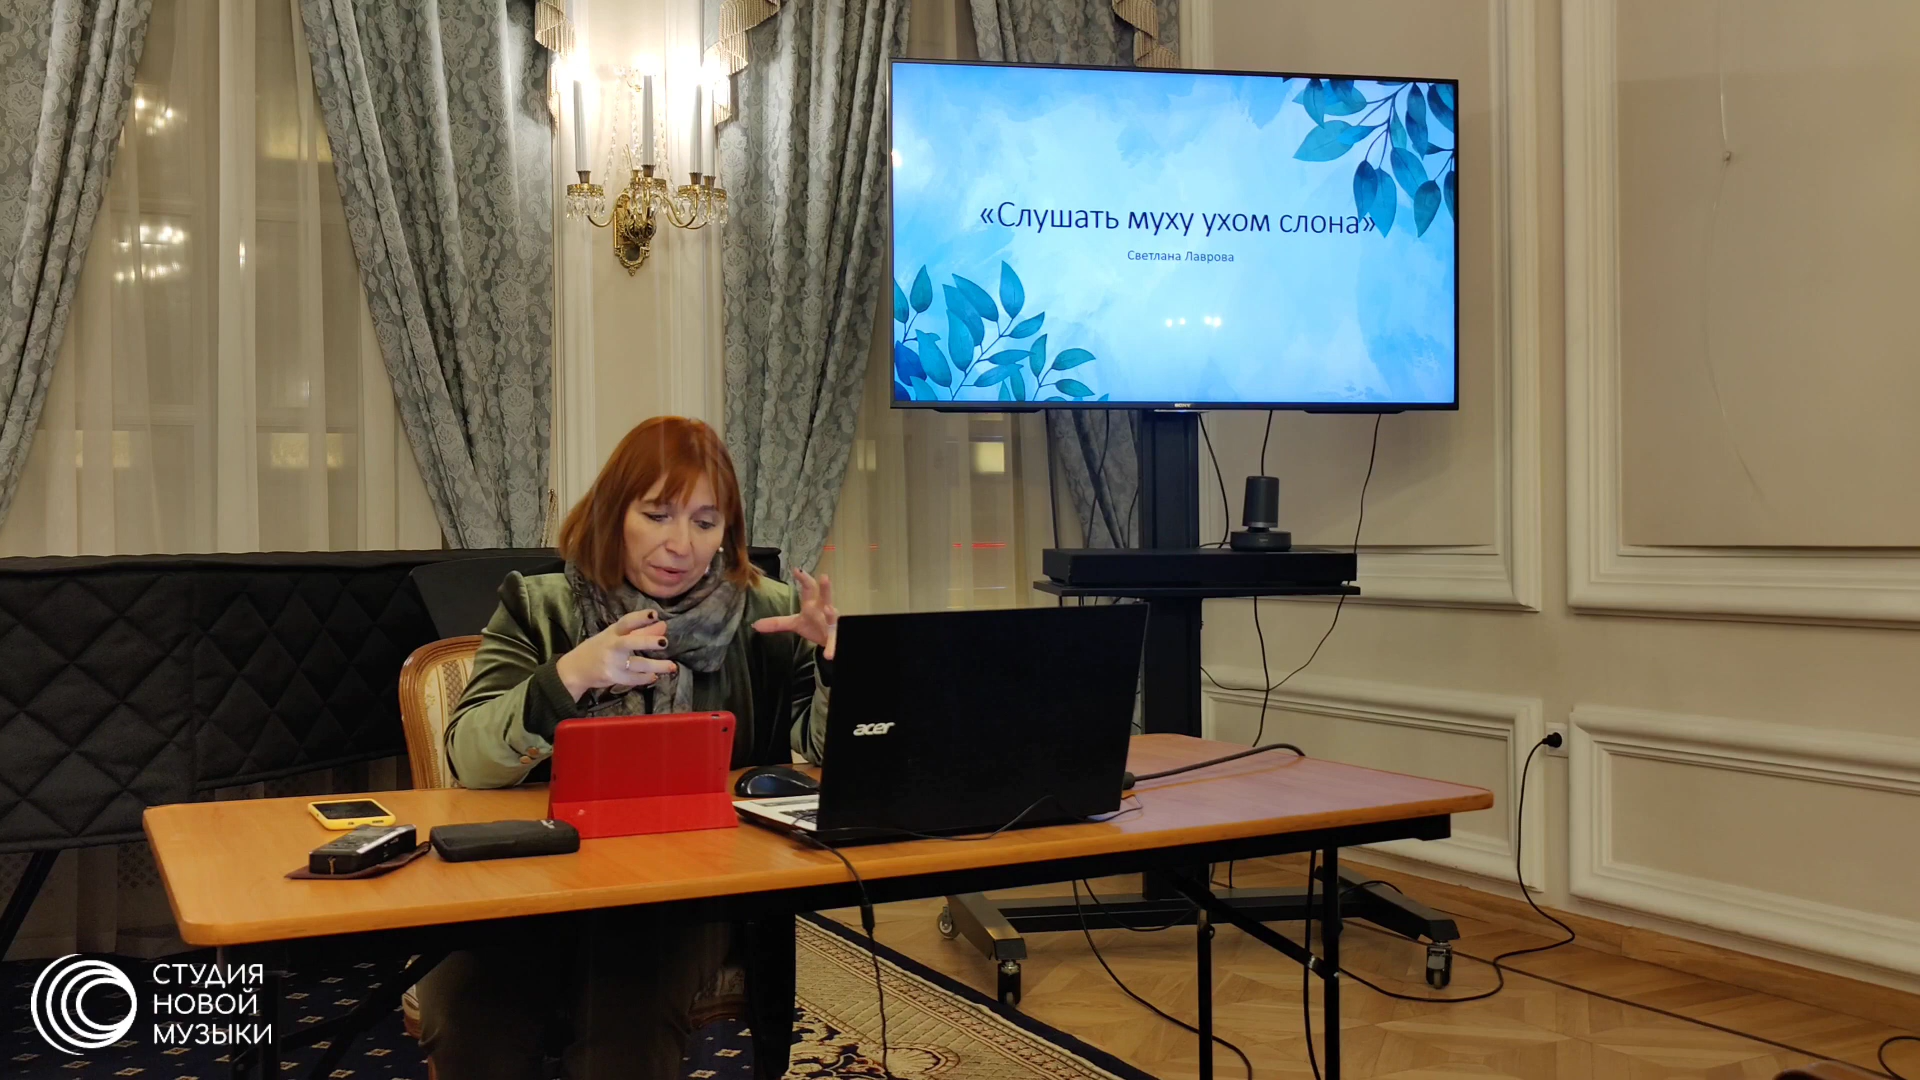 «Слушать муху ухом слона»
Светлана Лаврова
acer
СТУДИЯ
НОВОЙ
МУЗЫКИ